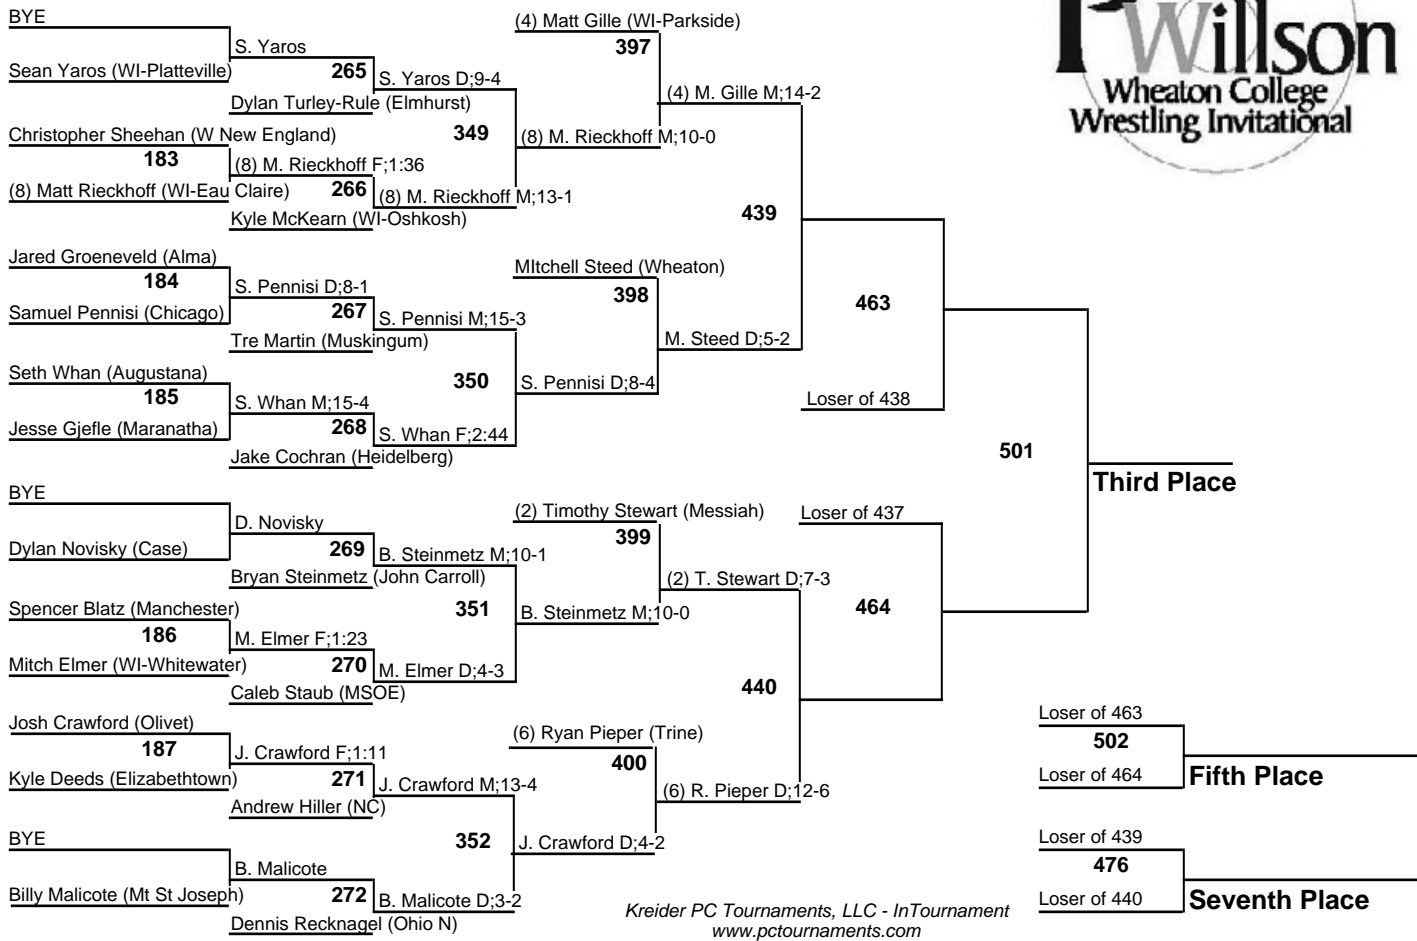 BYE
Sean Yaros (WI-Platteville)
S. Yaros
265
S. Yaros D;9-4
Dylan Turley-Rule (Elmhurst)
Christopher Sheehan (W New England)
183
(8) M. Rieckhoff F;1:36
(8) Matt Rieckhoff (WI-Eau Claire)
266
(8) M. Rieckhoff M;13-1
Kyle McKearn (WI-Oshkosh)
349
(8) M. Rieckhoff M;10-0
(4) Matt Gille (WI-Parkside)
397
(4) M. Gille M;14-2
Jared Groeneveld (Alma)
184
S. Pennisi D;8-1
Samuel Pennisi (Chicago)
267
S. Pennisi M;15-3
Tre Martin (Muskingum)
Seth Whan (Augustana)
185
S. Whan M;15-4
Jesse Gjefle (Maranatha)
268
S. Whan F;2:44
Jake Cochran (Heidelberg)
350
S. Pennisi D;8-4
MItchell Steed (Wheaton)
398
M. Steed D;5-2
439
463
Loser of 438
BYE
D. Novisky
Dylan Novisky (Case)
269
B. Steinmetz M;10-1
Bryan Steinmetz (John Carroll)
Spencer Blatz (Manchester)
186
M. Elmer F;1:23
Mitch Elmer (WI-Whitewater)
270
M. Elmer D;4-3
Caleb Staub (MSOE)
351
B. Steinmetz M;10-0
(2) Timothy Stewart (Messiah)
399
(2) T. Stewart D;7-3
Josh Crawford (Olivet)
187
J. Crawford F;1:11
Kyle Deeds (Elizabethtown)
271
J. Crawford M;13-4
Andrew Hiller (NC)
BYE
B. Malicote
Billy Malicote (Mt St Joseph)
272
B. Malicote D;3-2
Dennis Recknagel (Ohio N)
352
J. Crawford D;4-2
(6) Ryan Pieper (Trine)
400
(6) R. Pieper D;12-6
440
Loser of 437
464
501
Third Place
Loser of 463
502
Loser of 464
Fifth Place
Loser of 439
476
Loser of 440
Seventh Place
Willson
Wheaton College
Wrestling Invitational
Kreider PC Tournaments, LLC - InTournament
www.pctournaments.com